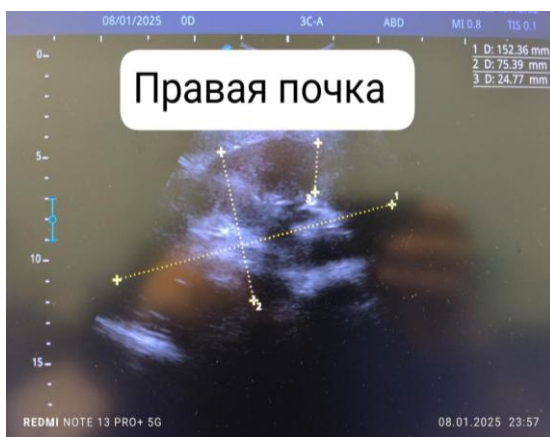 08/01/2025 0D 3C-A ABD MI 0.8 TIS 0.1
1 D: 152.36 mm
2 D: 75.39 mm
3 D: 24.77 mm
Правая почка
0
5
1
10
2
15
REDMI NOTE 13 PRO+ 5G 08.01.2025 23:57